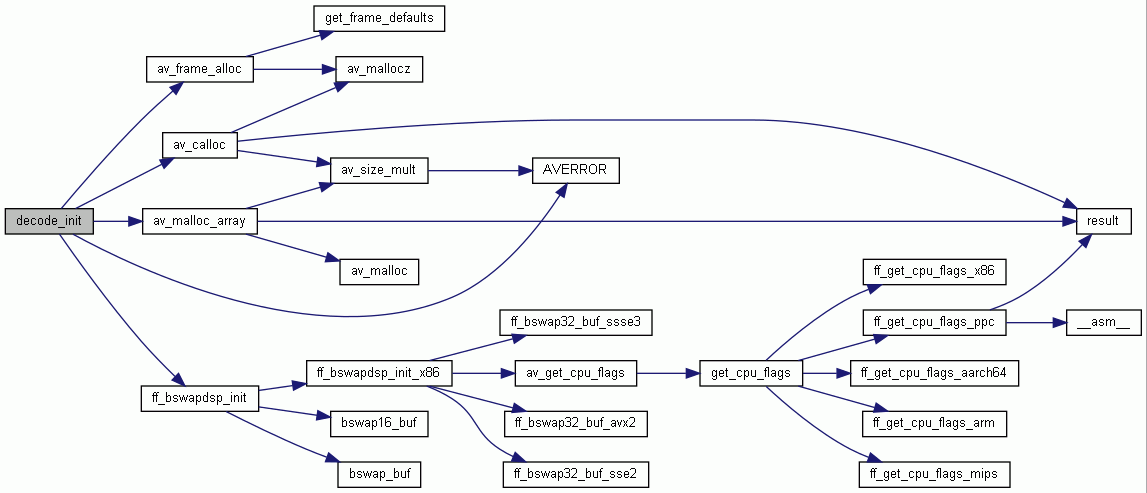 get_frame_defaults
av_frame_alloc
av_mallocz
av_calloc
av_size_mult
AVERROR
decode_init
av_malloc_array
result
av_malloc
ff_get_cpu_flags_x86
ff_bswap32_buf_ssse3
ff_get_cpu_flags_ppc
__asm__
ff_bswapdsp_init_x86
av_get_cpu_flags
get_cpu_flags
ff_get_cpu_flags_aarch64
ff_bswapdsp_init
bswap16_buf
ff_bswap32_buf_avx2
ff_get_cpu_flags_arm
bswap_buf
ff_bswap32_buf_sse2
ff_get_cpu_flags_mips